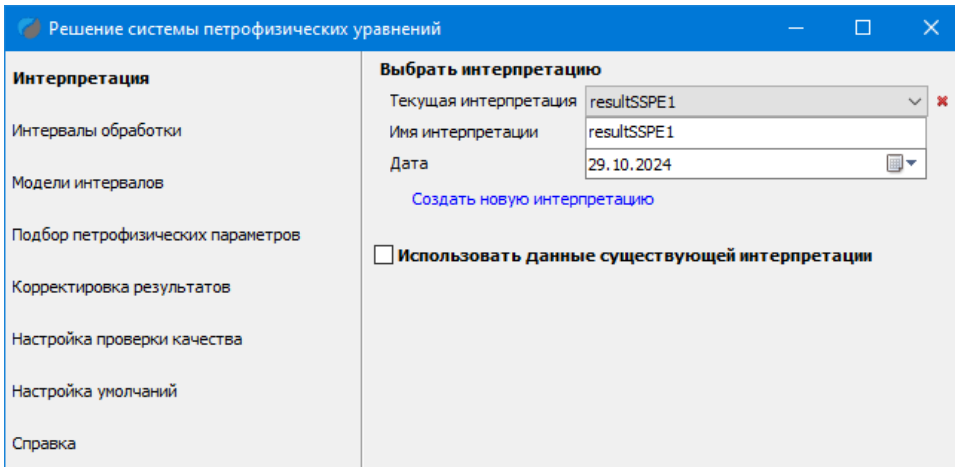 Решение системы петрофизических уравнений
Интерпретация
Интервалы обработки
Модели интервалов
Подбор петрофизических параметров
Корректировка результатов
Настройка проверки качества
Настройка умолчаний
Справка
Выбрать интерпретацию
Текущая интерпретация resultSSPE1
Имя интерпретации resultSSPE1
Дата 29.10.2024
Создать новую интерпретацию
Использовать данные существующей интерпретации